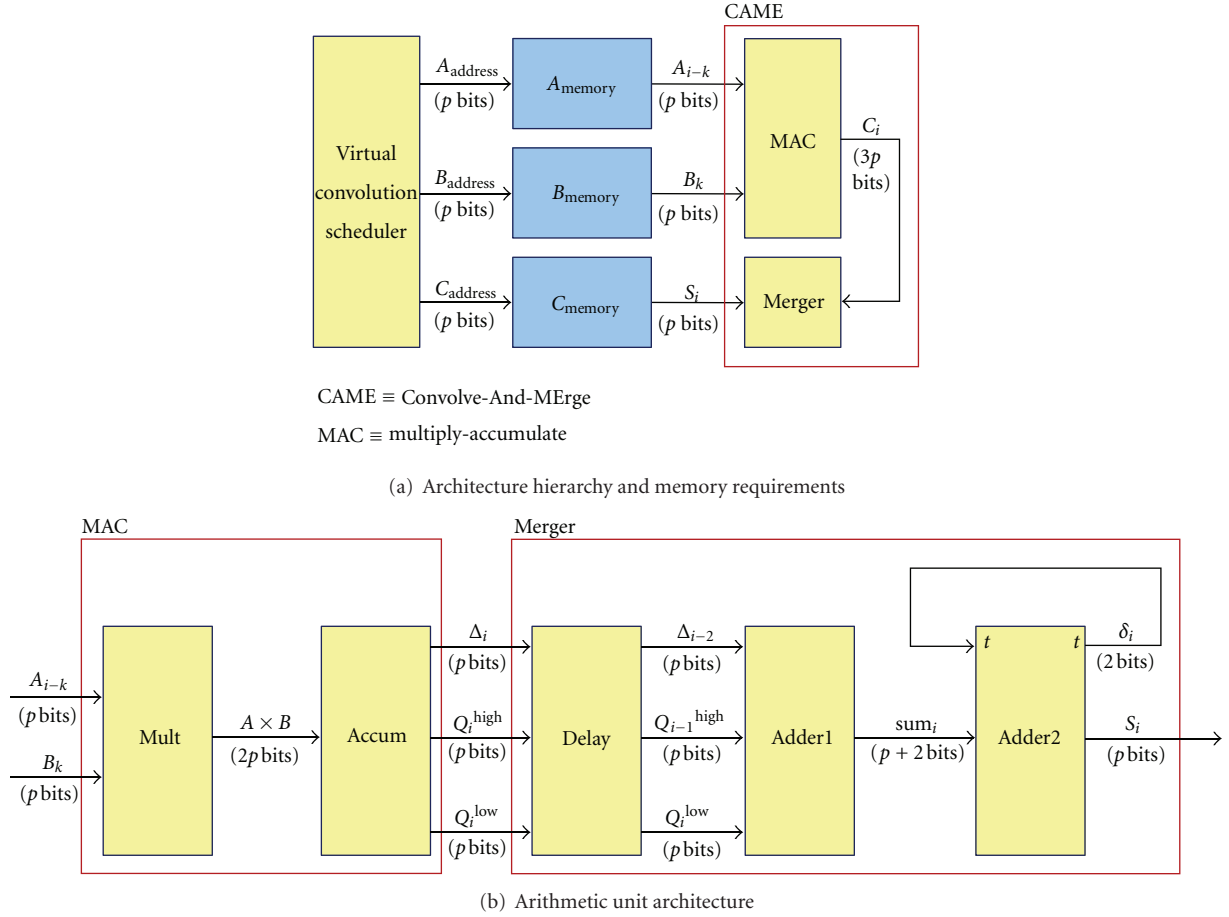 CAME
Virtual
convolution
scheduler
A_address
(p bits)
A_memory
A_{i−k}
(p bits)
B_address
(p bits)
B_memory
B_k
(p bits)
C_address
(p bits)
C_memory
S_i
(p bits)
MAC
C_i
(3p
bits)
Merger
CAME ≡ Convolve-And-MErge
MAC ≡ multiply-accumulate
(a) Architecture hierarchy and memory requirements
MAC
A_{i−k}
(p bits)
B_k
(p bits)
Mult
A × B
(2p bits)
Accum
Δ_i
(p bits)
Q_i^high
(p bits)
Q_i^low
(p bits)
Merger
Delay
Δ_{i−2}
(p bits)
Q_{i−1}^high
(p bits)
Q_i^low
(p bits)
Adder1
sum_i
(p + 2 bits)
t
t
Adder2
δ_i
(2 bits)
S_i
(p bits)
(b) Arithmetic unit architecture